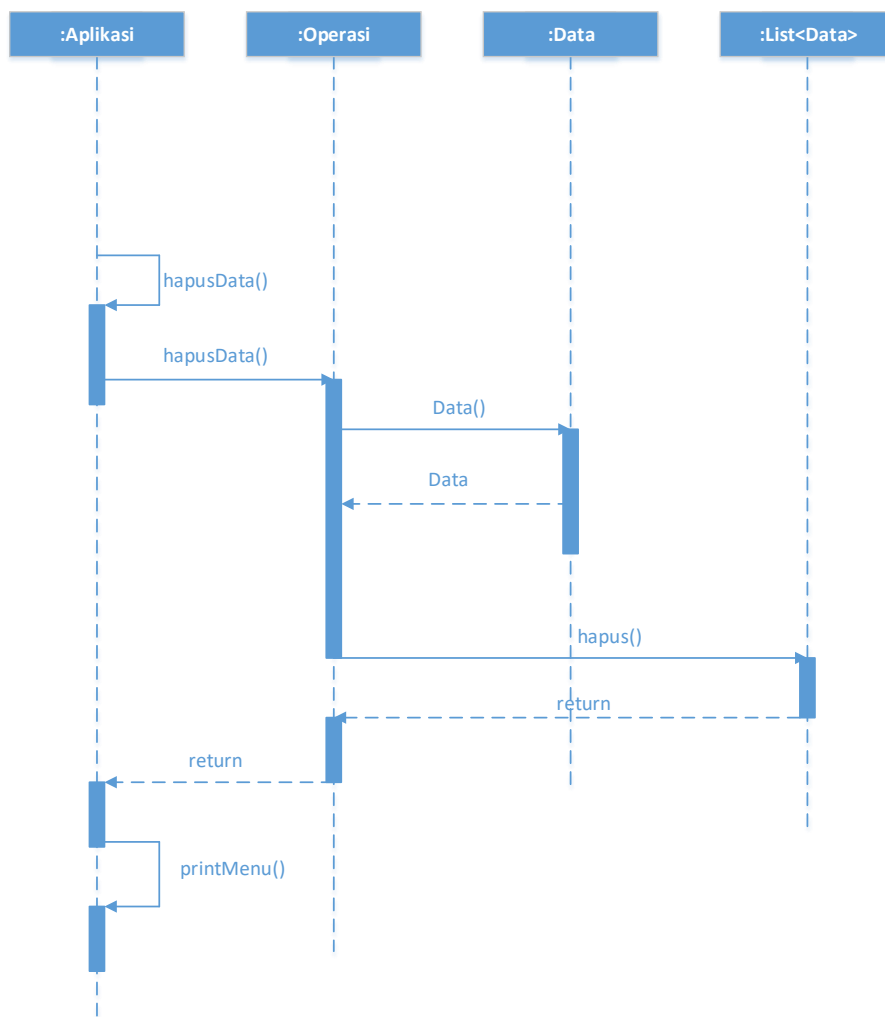 :Aplikasi
:Operasi
:Data
:List<Data>
hapusData()
hapusData()
Data()
Data
hapus()
return
return
printMenu()